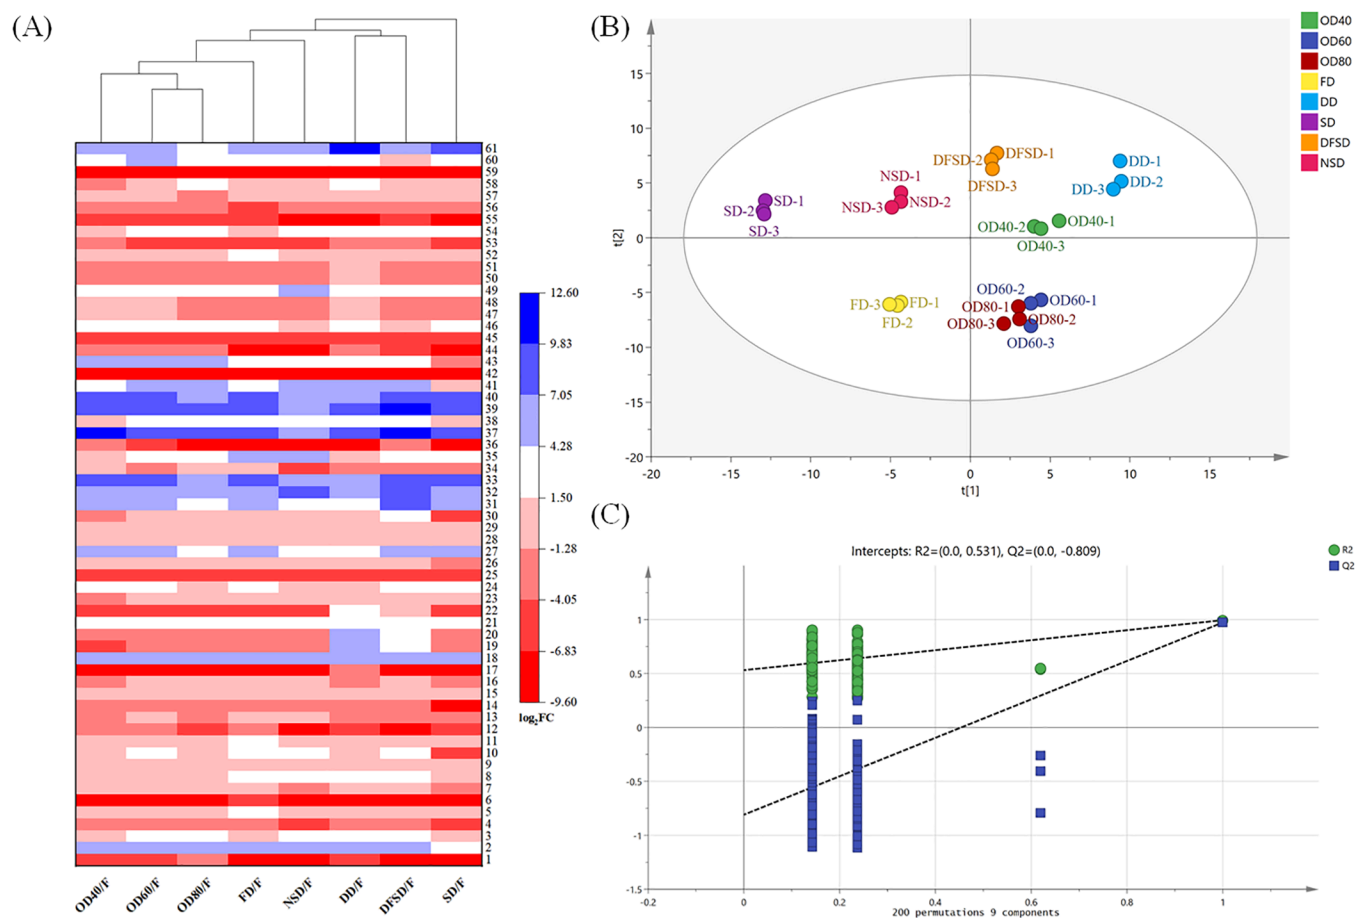 (A)
61
60
59
58
57
56
55
54
53
52
51
50
49
48
47
46
45
44
43
42
41
40
39
38
37
36
35
34
33
32
31
30
29
28
27
26
25
24
23
22
21
20
19
18
17
16
15
14
13
12
11
10
9
8
7
6
5
4
3
2
1
OD40/F OD60/F OD80/F FD/F NSD/F DD/F DFSD/F SD/F
12.60
9.83
7.05
4.28
1.50
-1.28
-4.05
-6.83
-9.60
log₂FC
(B)
15
10
5
0
-5
-10
-15
-20
t[2]
-20 -15 -10 -5 0 5 10 15
t[1]
DFSD-2 DFSD-1
DFSD-3
DD-1
DD-3 DD-2
NSD-1
NSD-3 NSD-2
SD-1
SD-2
SD-3
OD40-2 OD40-1
OD40-3
FD-3 FD-1
FD-2
OD60-2
OD60-1
OD80-1
OD80-2
OD80-3
OD60-3
OD40
OD60
OD80
FD
DD
SD
DFSD
NSD
(C)
Intercepts: R2=(0.0, 0.531), Q2=(0.0, -0.809)
R2
Q2
1
0.5
0
-0.5
-1
-1.5
-0.2 0 0.2 0.4 0.6 0.8 1
200 permutations 9 components